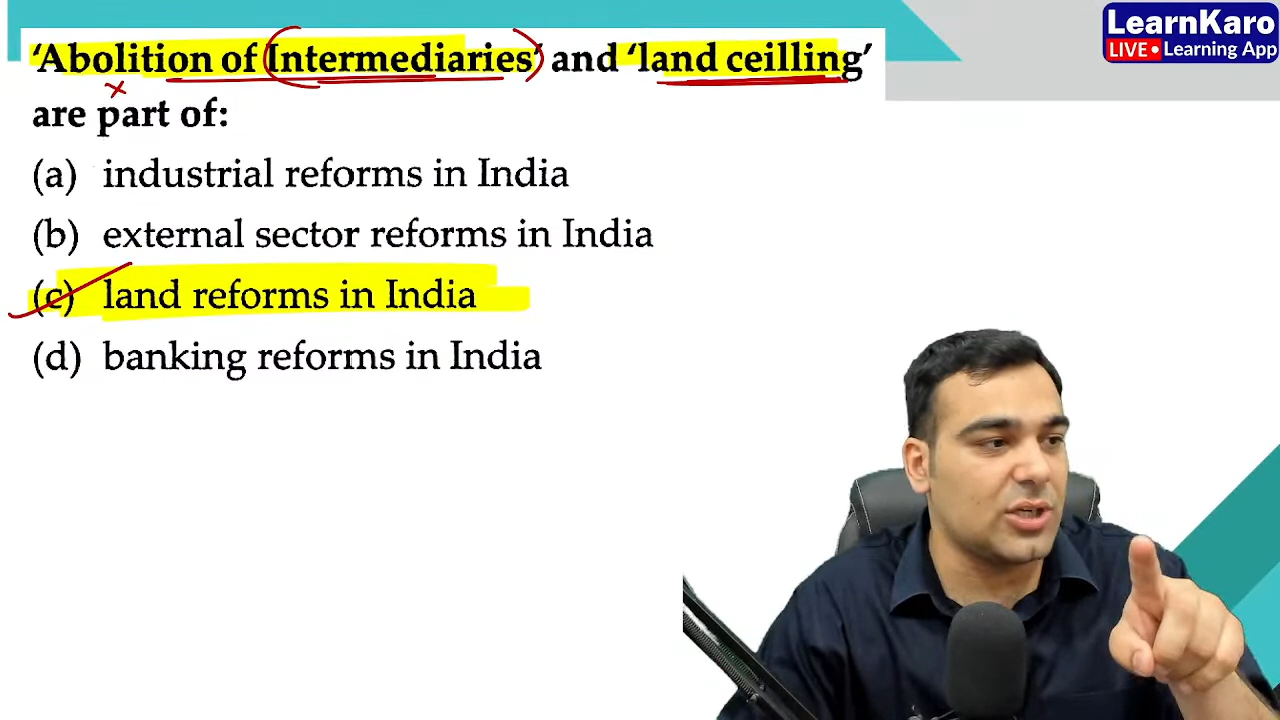 LearnKaro
LIVE Learning App
‘Abolition of Intermediaries’ and ‘land ceilling’
are part of:
(a) industrial reforms in India
(b) external sector reforms in India
(c) land reforms in India
(d) banking reforms in India